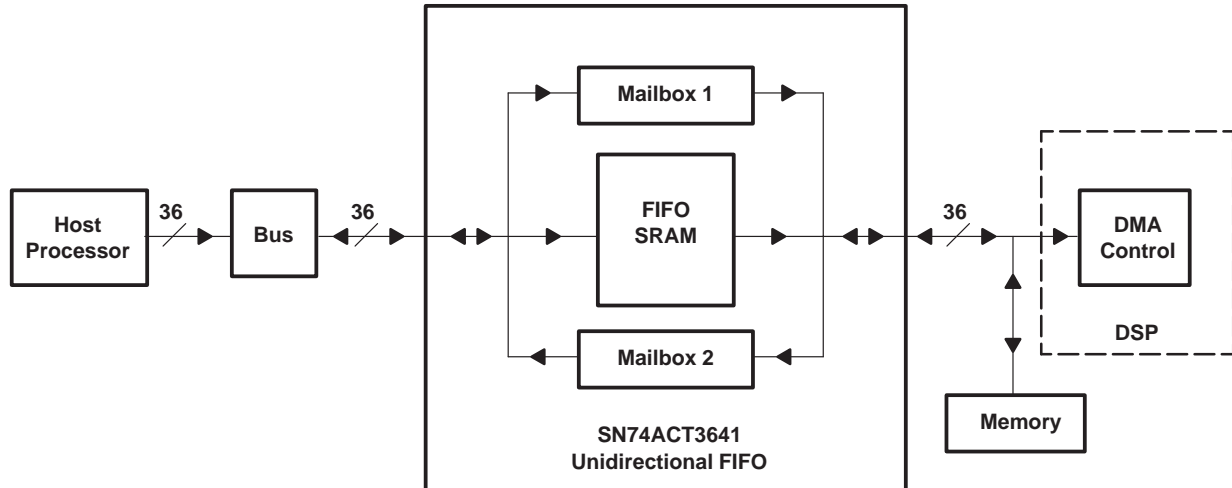 Host
Processor
36
Bus
36
Mailbox 1
FIFO
SRAM
Mailbox 2
SN74ACT3641
Unidirectional FIFO
36
DMA
Control
DSP
Memory